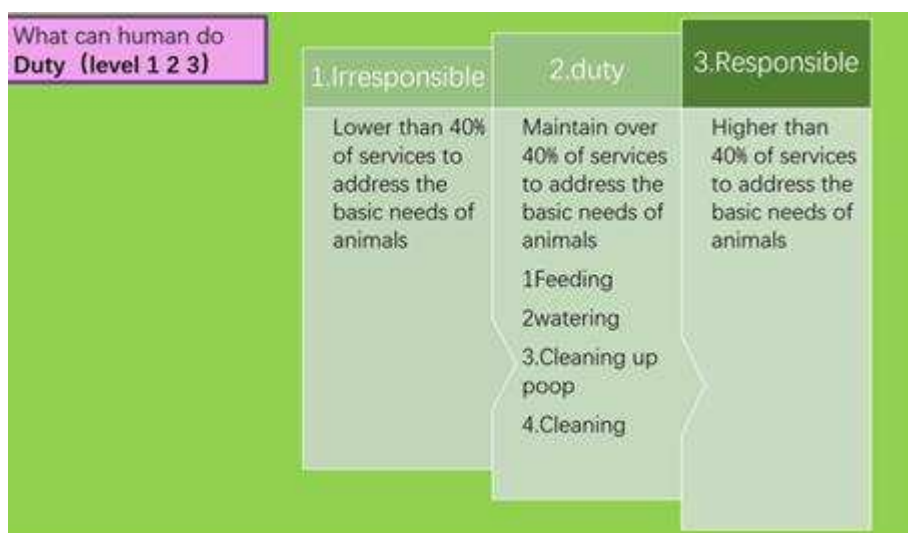 What can human do
Duty（level 1 2 3）
1.Irresponsible
Lower than 40%
of services to
address the
basic needs of
animals
2.duty
Maintain over
40% of services
to address the
basic needs of
animals
1Feeding
2watering
3.Cleaning up
poop
4.Cleaning
3.Responsible
Higher than
40% of services
to address the
basic needs of
animals